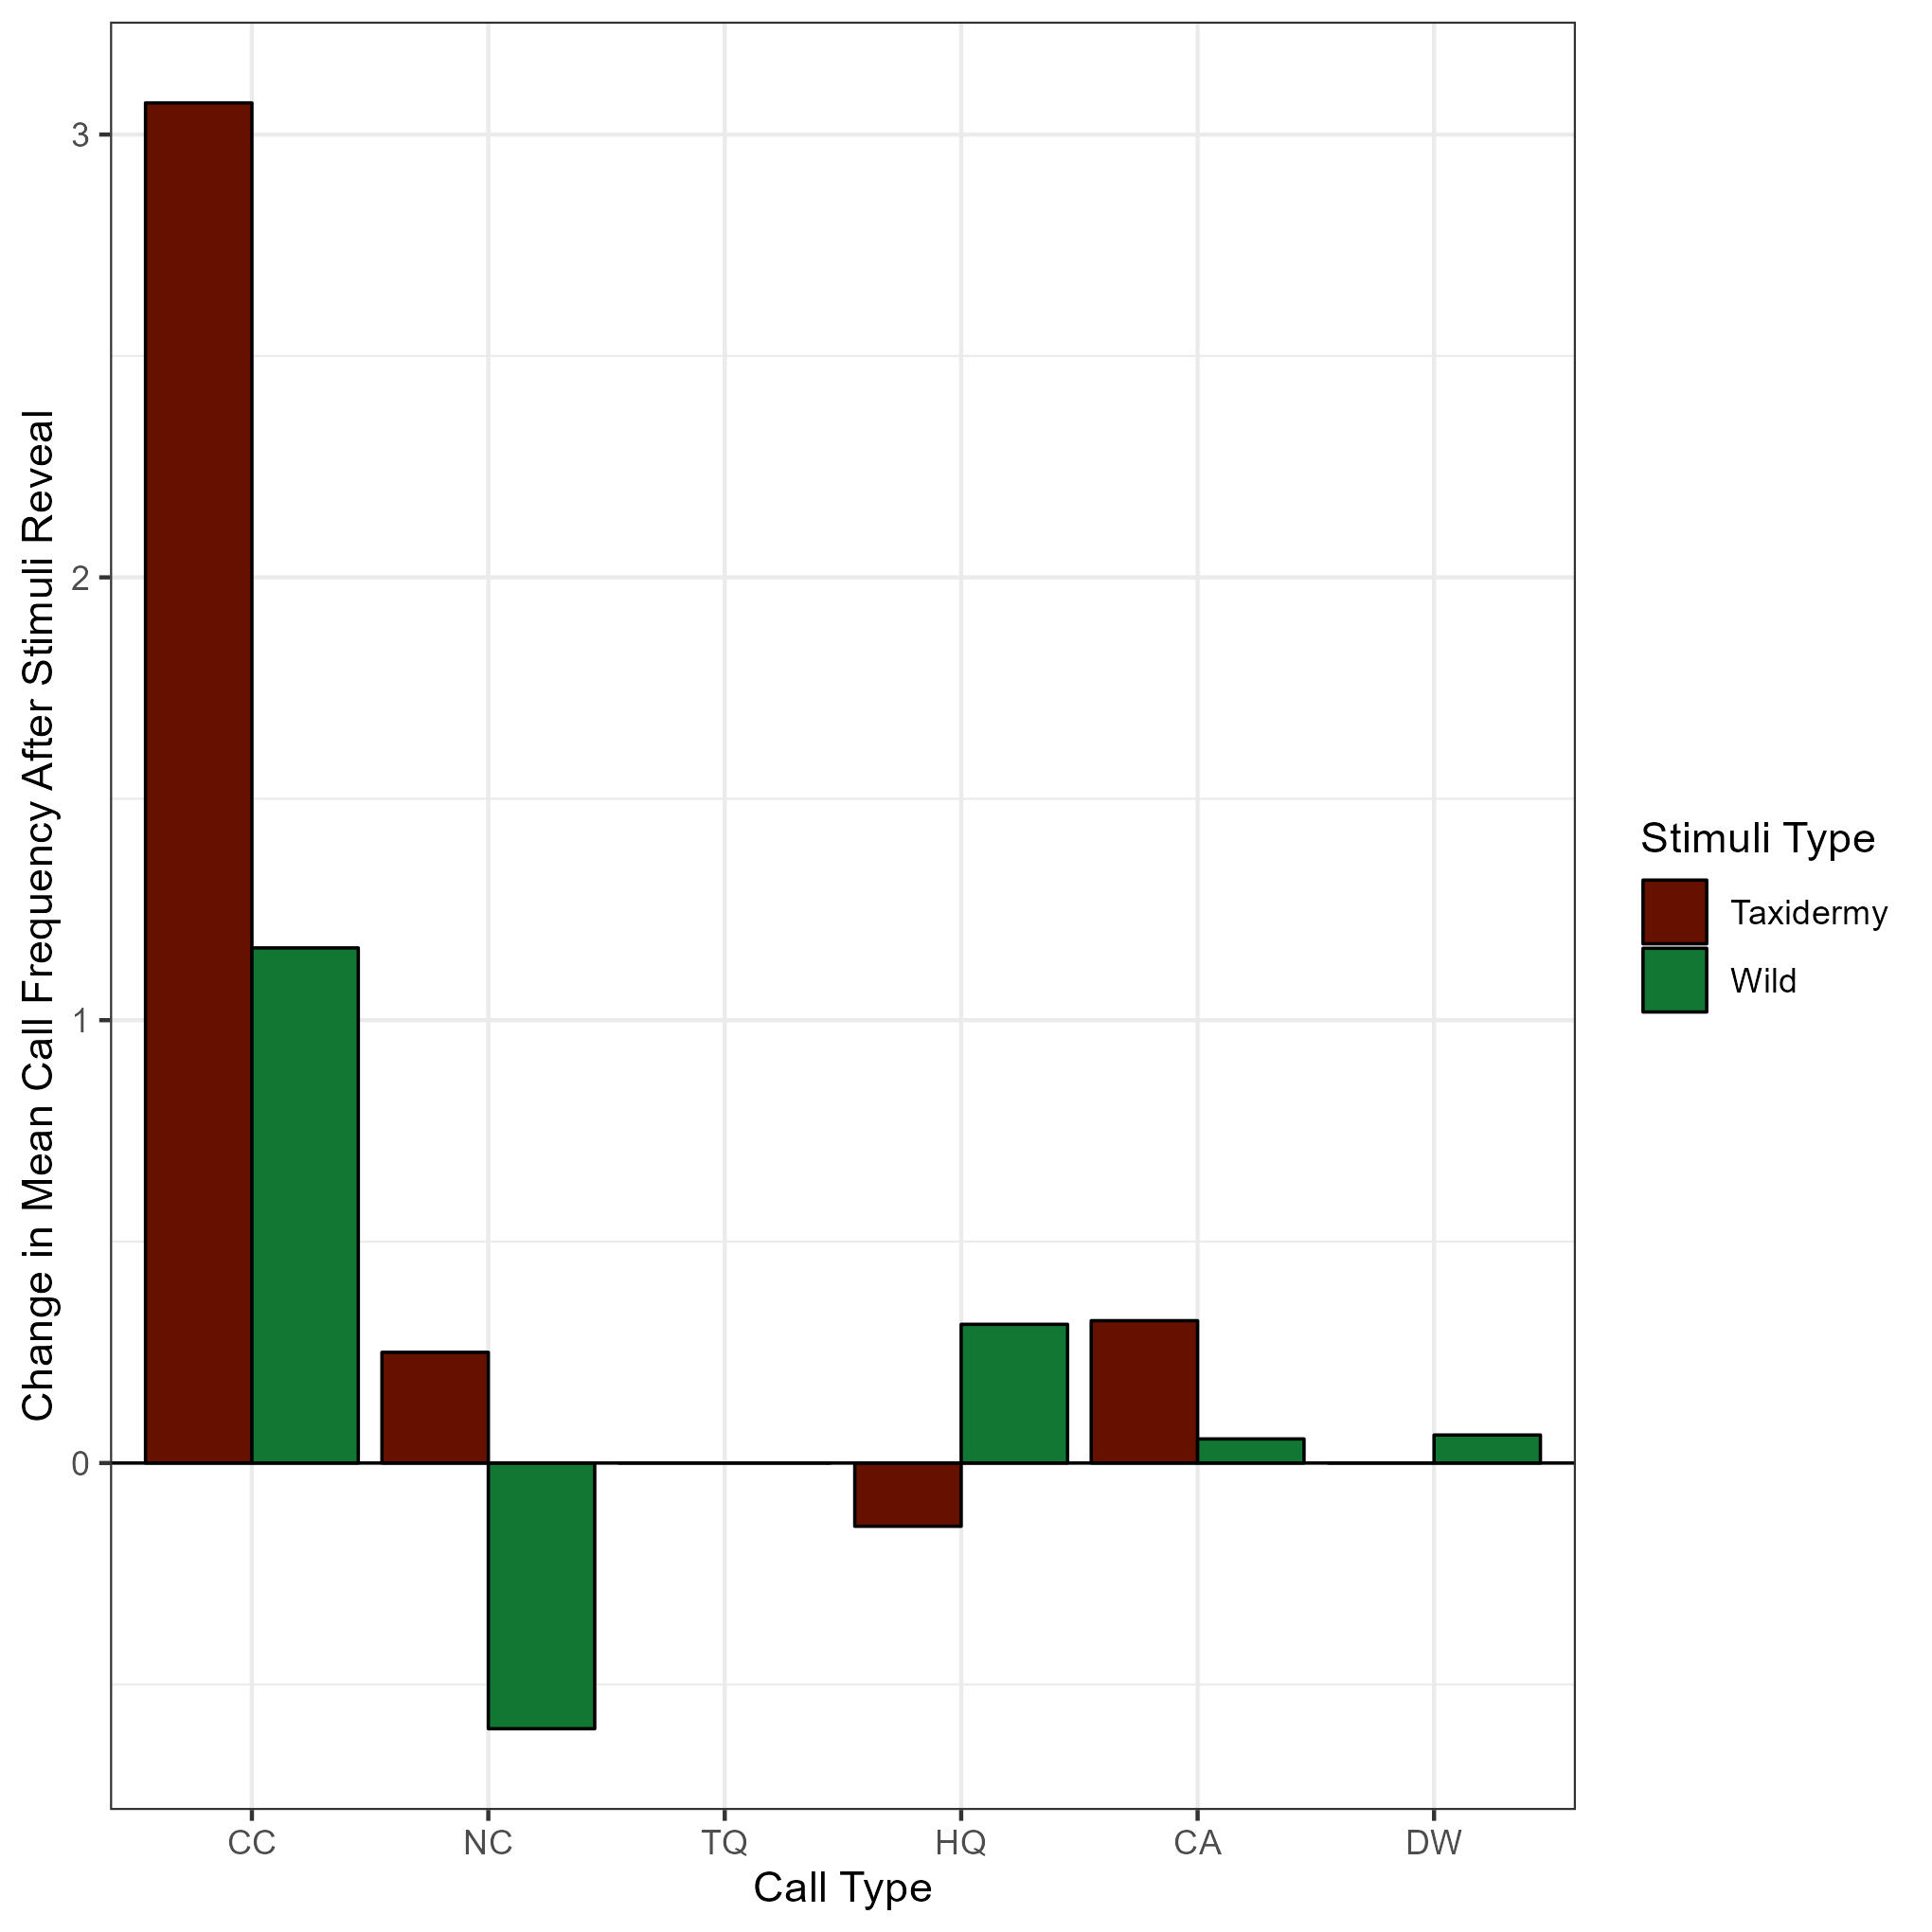 Change in Mean Call Frequency After Stimuli Reveal
3
2
1
0
CC NC TQ HQ CA DW
Call Type
Stimuli Type
Taxidermy
Wild